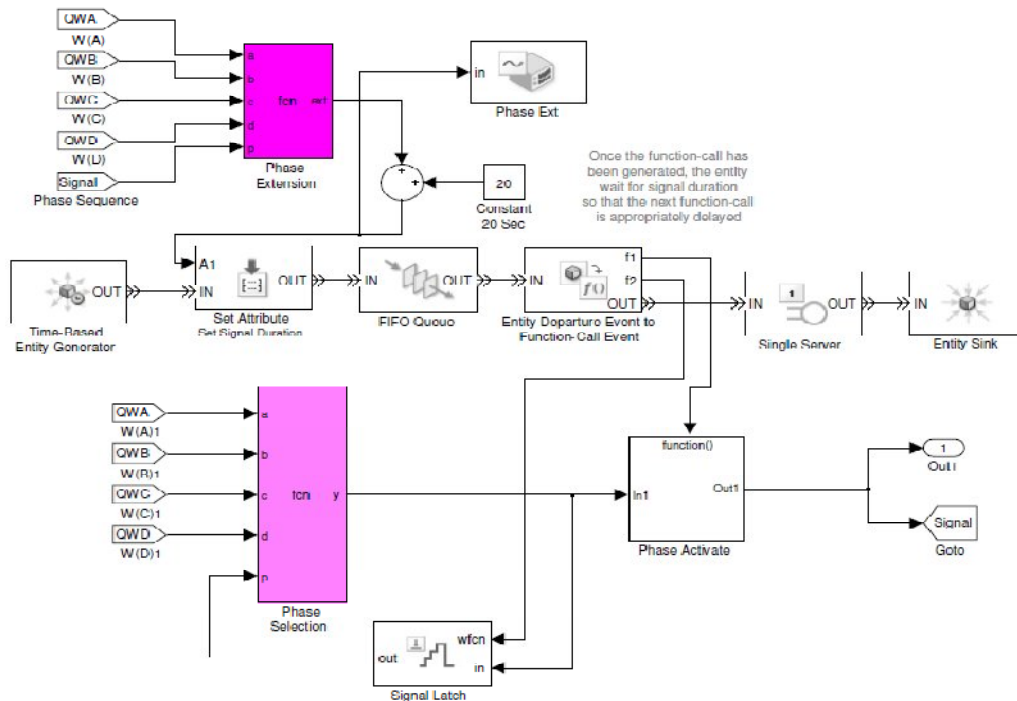 QWA
W(A)
QWB
W(B)
QWC
W(C)
QWD
W(D)
Signal
Phase Sequence
a
b
c
d
p
fcn
ext
Phase
Extension
in
Phase Ext
20
Constant
20 Sec
Once the function-call has
been generated, the entity
wait for signal duration
so that the next function-call
is appropriately delayed
OUT
Time-Based
Entity Generator
A1
IN
OUT
Set Attribute
Set Signal Duration
IN
OUT
FIFO Queue
IN
f1
f2
OUT
Entity Departure Event to
Function-Call Event
IN
OUT
Single Server
IN
Entity Sink
QWA
W(A)1
QWB
W(B)1
QWC
W(C)1
QWD
W(D)1
a
b
c
d
p
fcn
y
Phase
Selection
function()
In1
Out1
Phase Activate
1
Out1
Signal
Goto
out
wfcn
in
Signal Latch